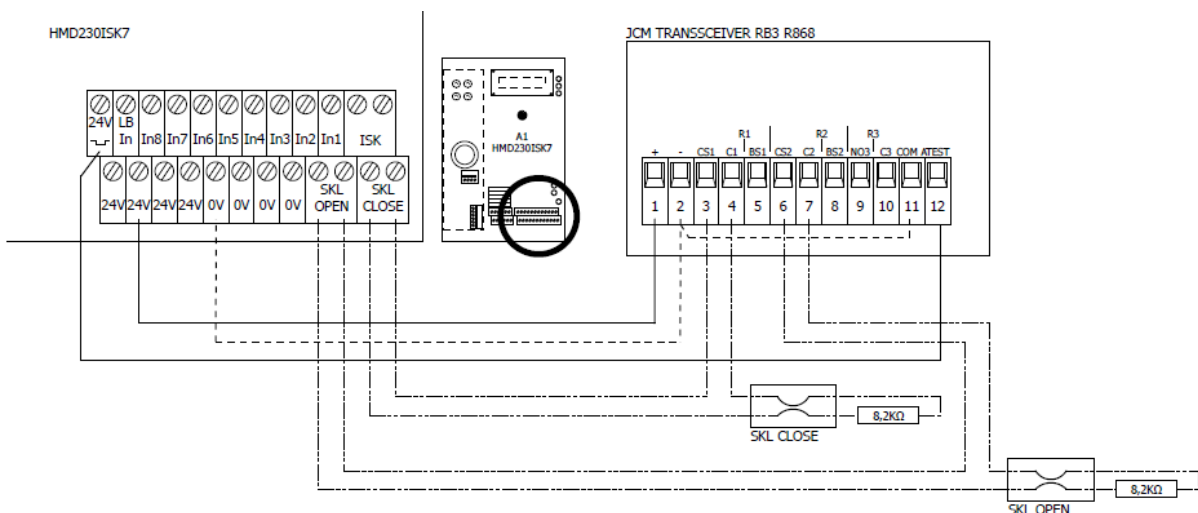 HMD230ISK7
JCM TRANSSCEIVER RB3 R868
24V LB In In8 In7 In6 In5 In4 In3 In2 In1 ISK
24V 24V 24V 24V 0V 0V 0V 0V SKL OPEN SKL CLOSE
A1
HMD230ISK7
R1 R2 R3
+ - CS1 C1 BS1 CS2 C2 BS2 NO3 C3 COM ATEST
1 2 3 4 5 6 7 8 9 10 11 12
8,2KΩ
SKL CLOSE
8,2KΩ
SKL OPEN